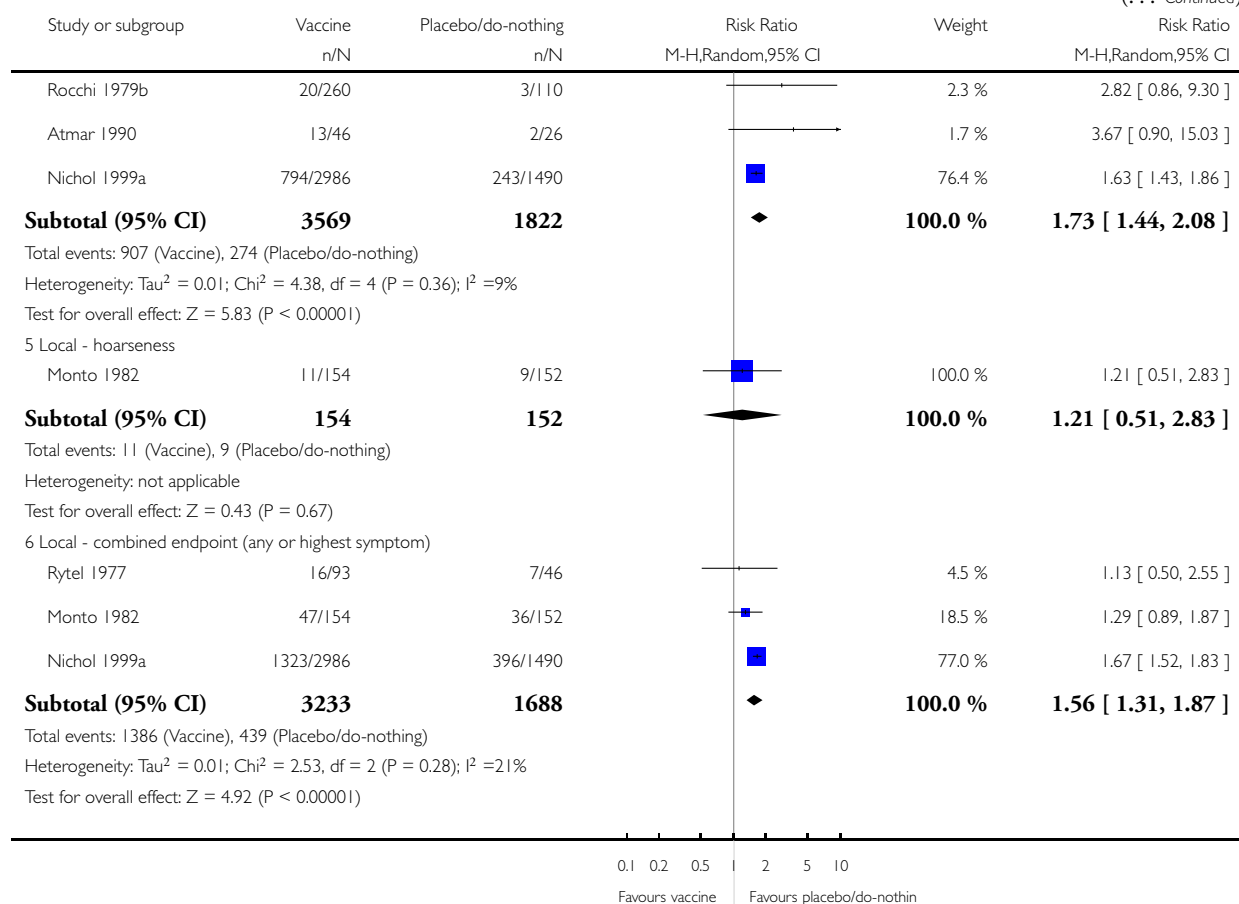 (. . . Continued)
Study or subgroup Vaccine Placebo/do-nothing Risk Ratio Weight Risk Ratio
n/N n/N M-H,Random,95% CI M-H,Random,95% CI
Rocchi 1979b 20/260 3/110 2.3 % 2.82 [ 0.86, 9.30 ]
Atmar 1990 13/46 2/26 1.7 % 3.67 [ 0.90, 15.03 ]
Nichol 1999a 794/2986 243/1490 76.4 % 1.63 [ 1.43, 1.86 ]
Subtotal (95% CI) 3569 1822 100.0 % 1.73 [ 1.44, 2.08 ]
Total events: 907 (Vaccine), 274 (Placebo/do-nothing)
Heterogeneity: Tau² = 0.01; Chi² = 4.38, df = 4 (P = 0.36); I² =9%
Test for overall effect: Z = 5.83 (P < 0.00001)
5 Local - hoarseness
Monto 1982 11/154 9/152 100.0 % 1.21 [ 0.51, 2.83 ]
Subtotal (95% CI) 154 152 100.0 % 1.21 [ 0.51, 2.83 ]
Total events: 11 (Vaccine), 9 (Placebo/do-nothing)
Heterogeneity: not applicable
Test for overall effect: Z = 0.43 (P = 0.67)
6 Local - combined endpoint (any or highest symptom)
Rytel 1977 16/93 7/46 4.5 % 1.13 [ 0.50, 2.55 ]
Monto 1982 47/154 36/152 18.5 % 1.29 [ 0.89, 1.87 ]
Nichol 1999a 1323/2986 396/1490 77.0 % 1.67 [ 1.52, 1.83 ]
Subtotal (95% CI) 3233 1688 100.0 % 1.56 [ 1.31, 1.87 ]
Total events: 1386 (Vaccine), 439 (Placebo/do-nothing)
Heterogeneity: Tau² = 0.01; Chi² = 2.53, df = 2 (P = 0.28); I² =21%
Test for overall effect: Z = 4.92 (P < 0.00001)
0.1 0.2 0.5 1 2 5 10
Favours vaccine Favours placebo/do-nothin